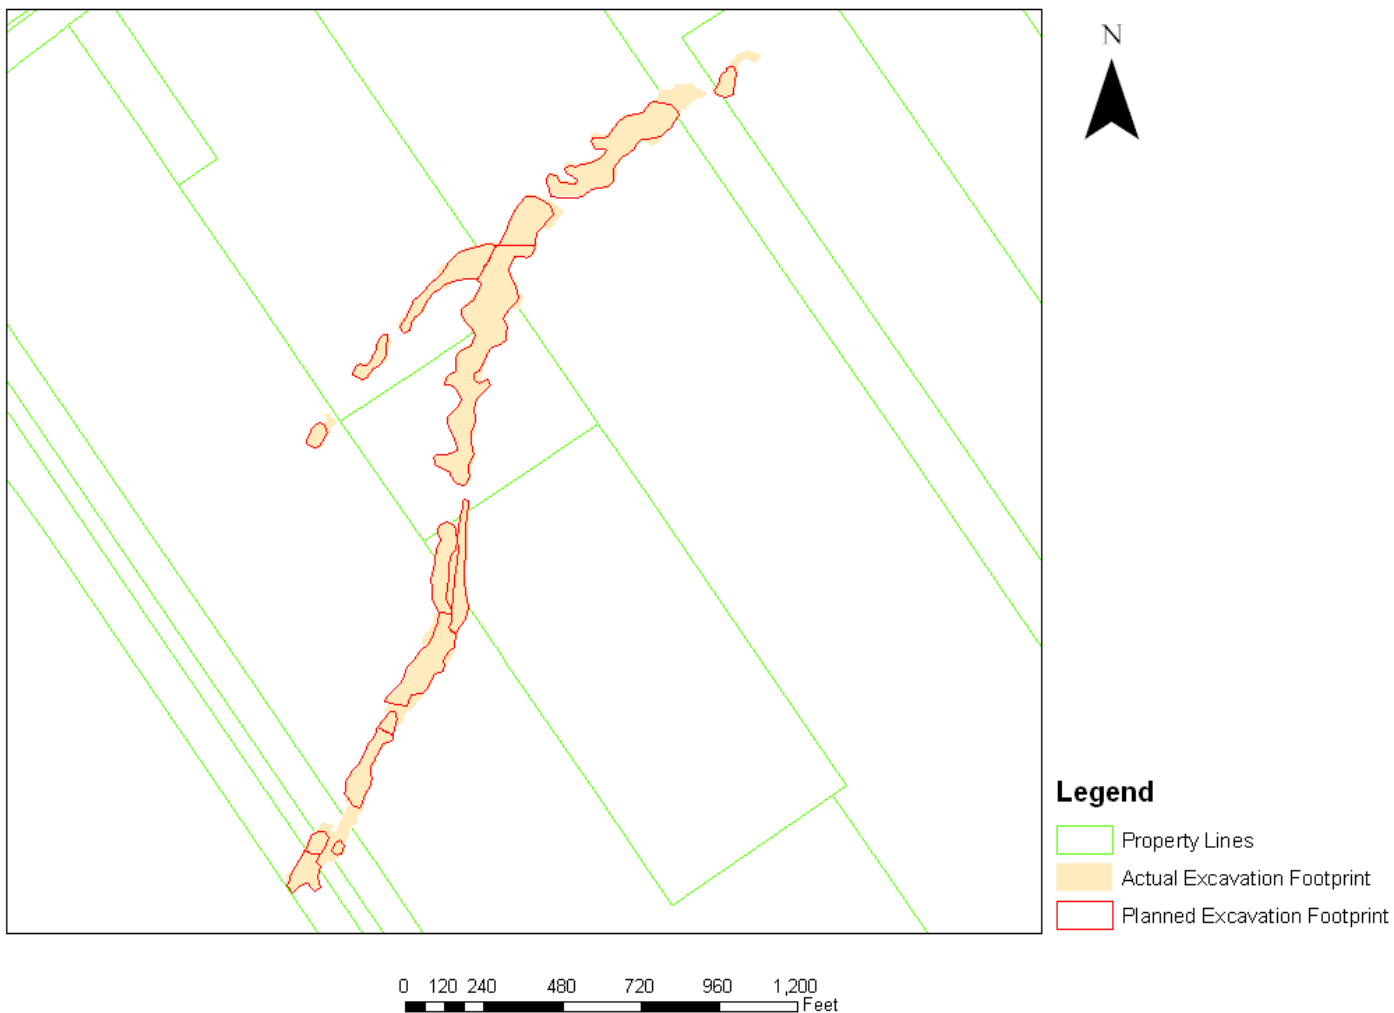 N
Legend
Property Lines
Actual Excavation Footprint
Planned Excavation Footprint
0 120 240 480 720 960 1,200
Feet